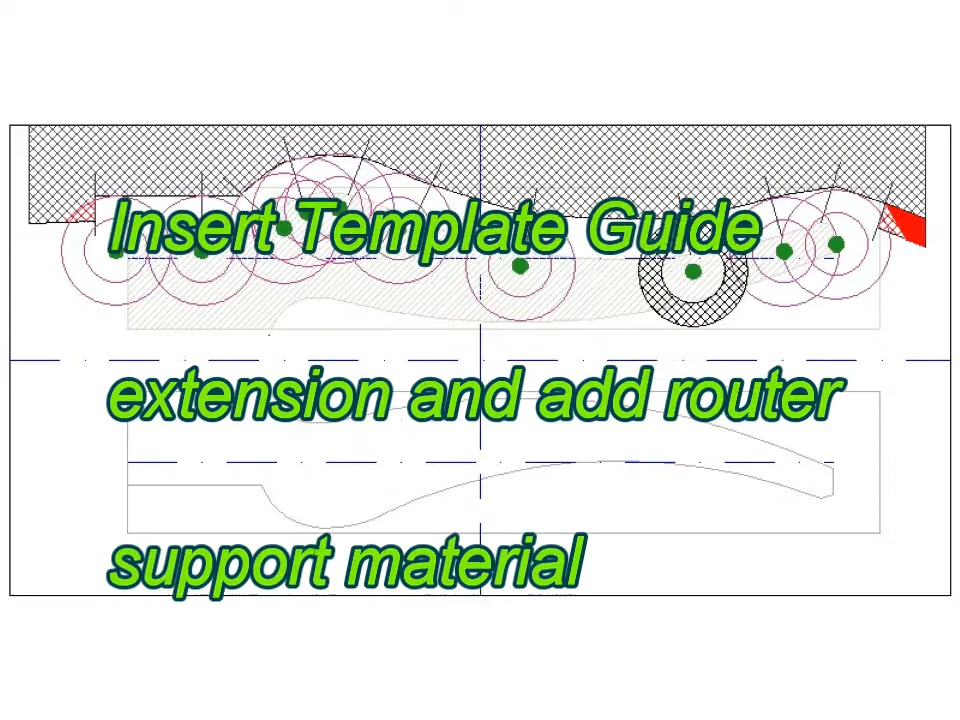 Insert Template Guide
extension and add router
support material